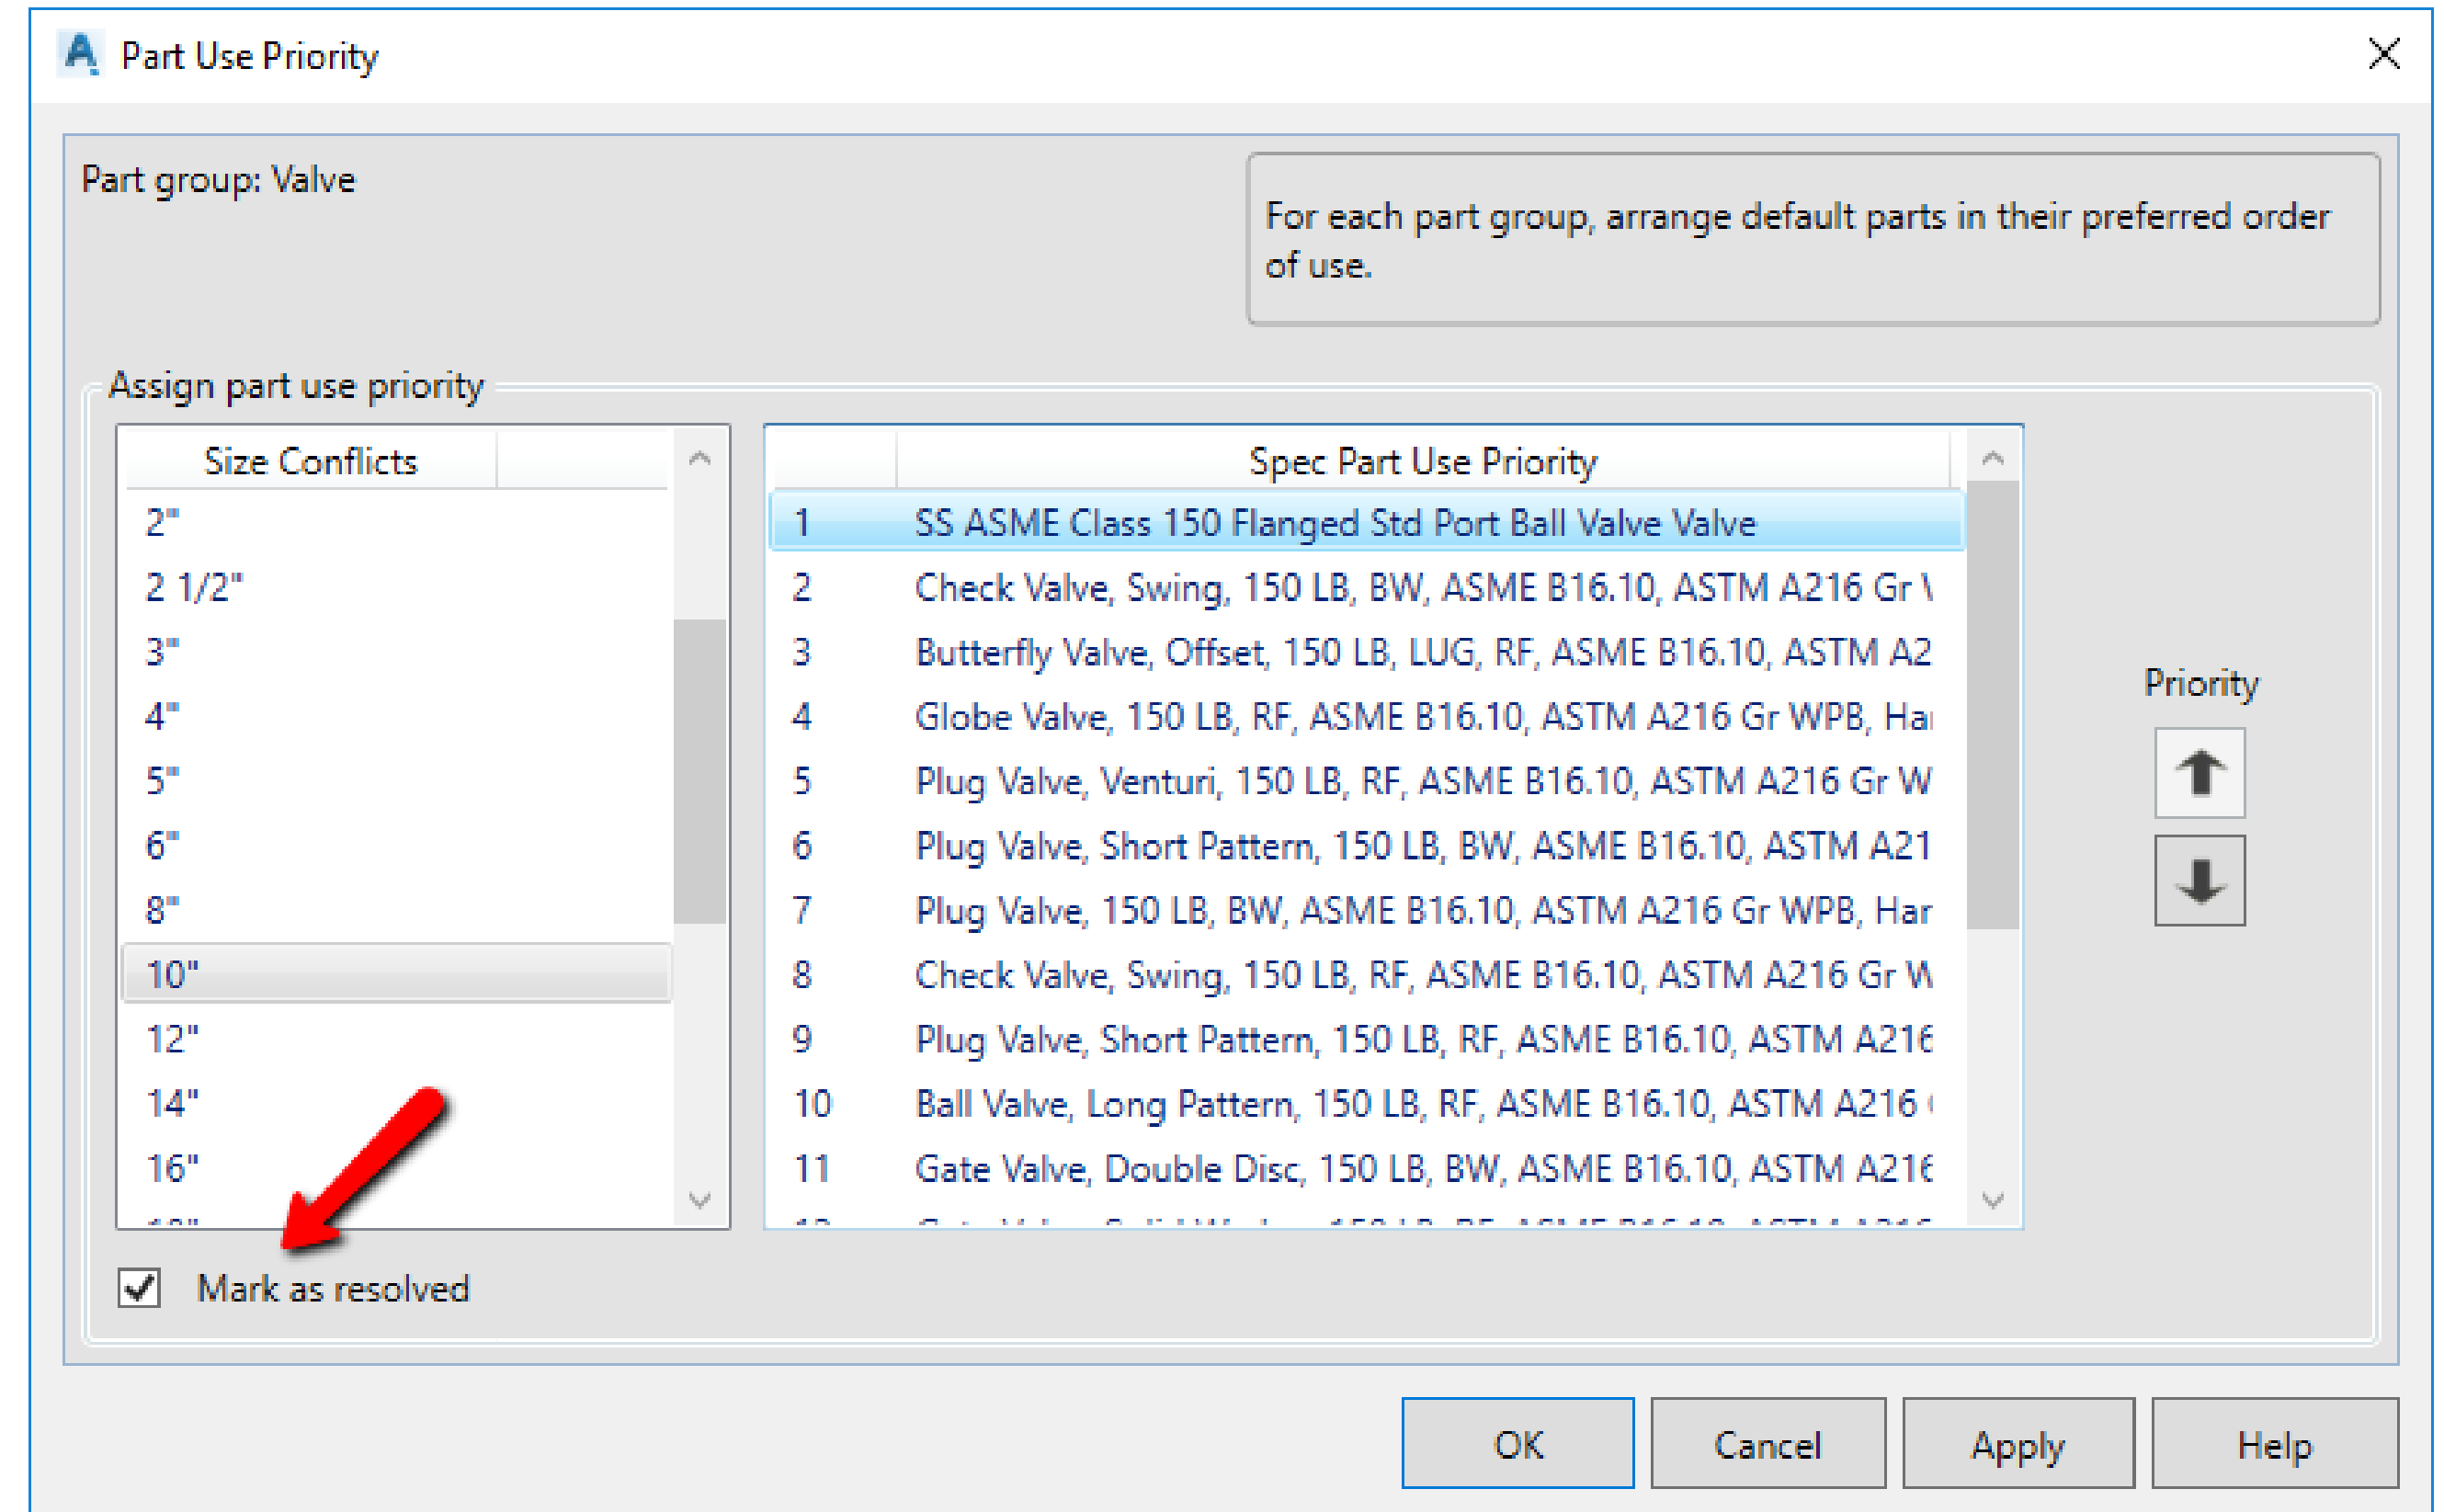 Part Use Priority
Part group: Valve
For each part group, arrange default parts in their preferred order
of use.
Assign part use priority
Size Conflicts
2"
2 1/2"
3"
4"
5"
6"
8"
10"
12"
14"
16"
Mark as resolved
Spec Part Use Priority
1 SS ASME Class 150 Flanged Std Port Ball Valve Valve
2 Check Valve, Swing, 150 LB, BW, ASME B16.10, ASTM A216 Gr
3 Butterfly Valve, Offset, 150 LB, LUG, RF, ASME B16.10, ASTM A2
4 Globe Valve, 150 LB, RF, ASME B16.10, ASTM A216 Gr WPB, Ha
5 Plug Valve, Venturi, 150 LB, RF, ASME B16.10, ASTM A216 Gr W
6 Plug Valve, Short Pattern, 150 LB, BW, ASME B16.10, ASTM A21
7 Plug Valve, 150 LB, BW, ASME B16.10, ASTM A216 Gr WPB, Har
8 Check Valve, Swing, 150 LB, RF, ASME B16.10, ASTM A216 Gr W
9 Plug Valve, Short Pattern, 150 LB, RF, ASME B16.10, ASTM A216
10 Ball Valve, Long Pattern, 150 LB, RF, ASME B16.10, ASTM A216
11 Gate Valve, Double Disc, 150 LB, BW, ASME B16.10, ASTM A216
Priority
OK
Cancel
Apply
Help